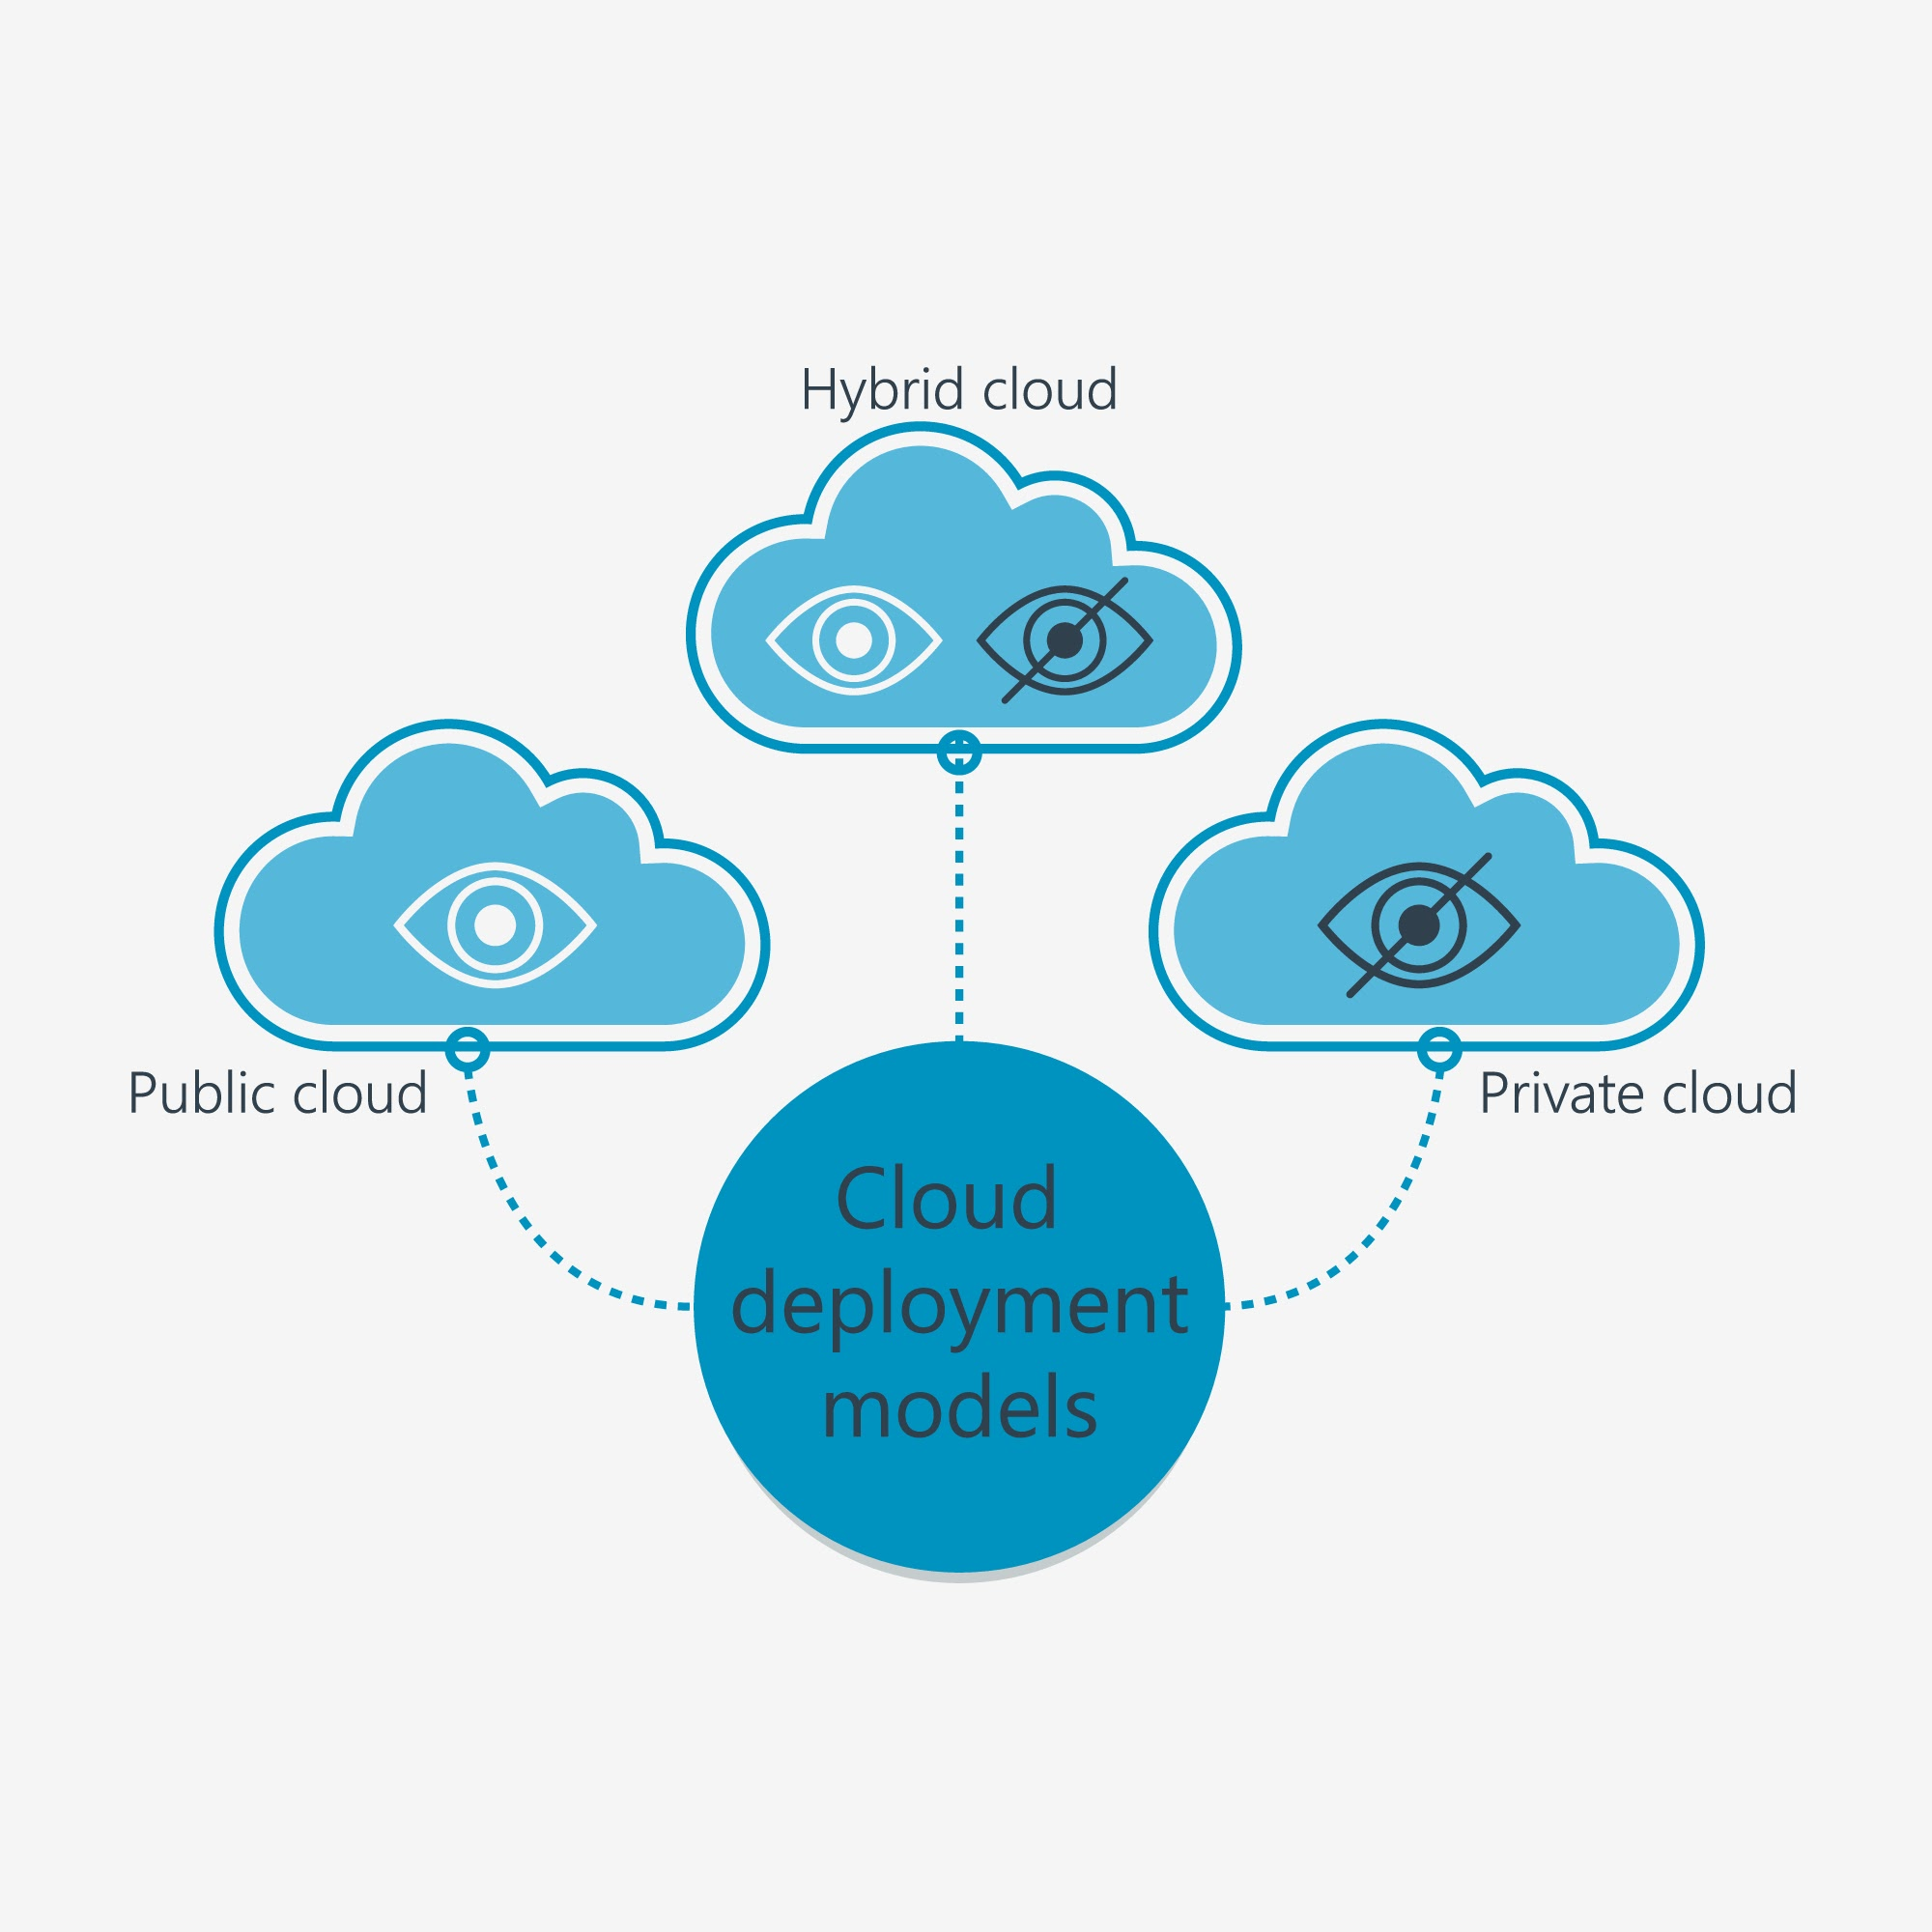 Hybrid cloud
Public cloud
Private cloud
Cloud
deployment
models